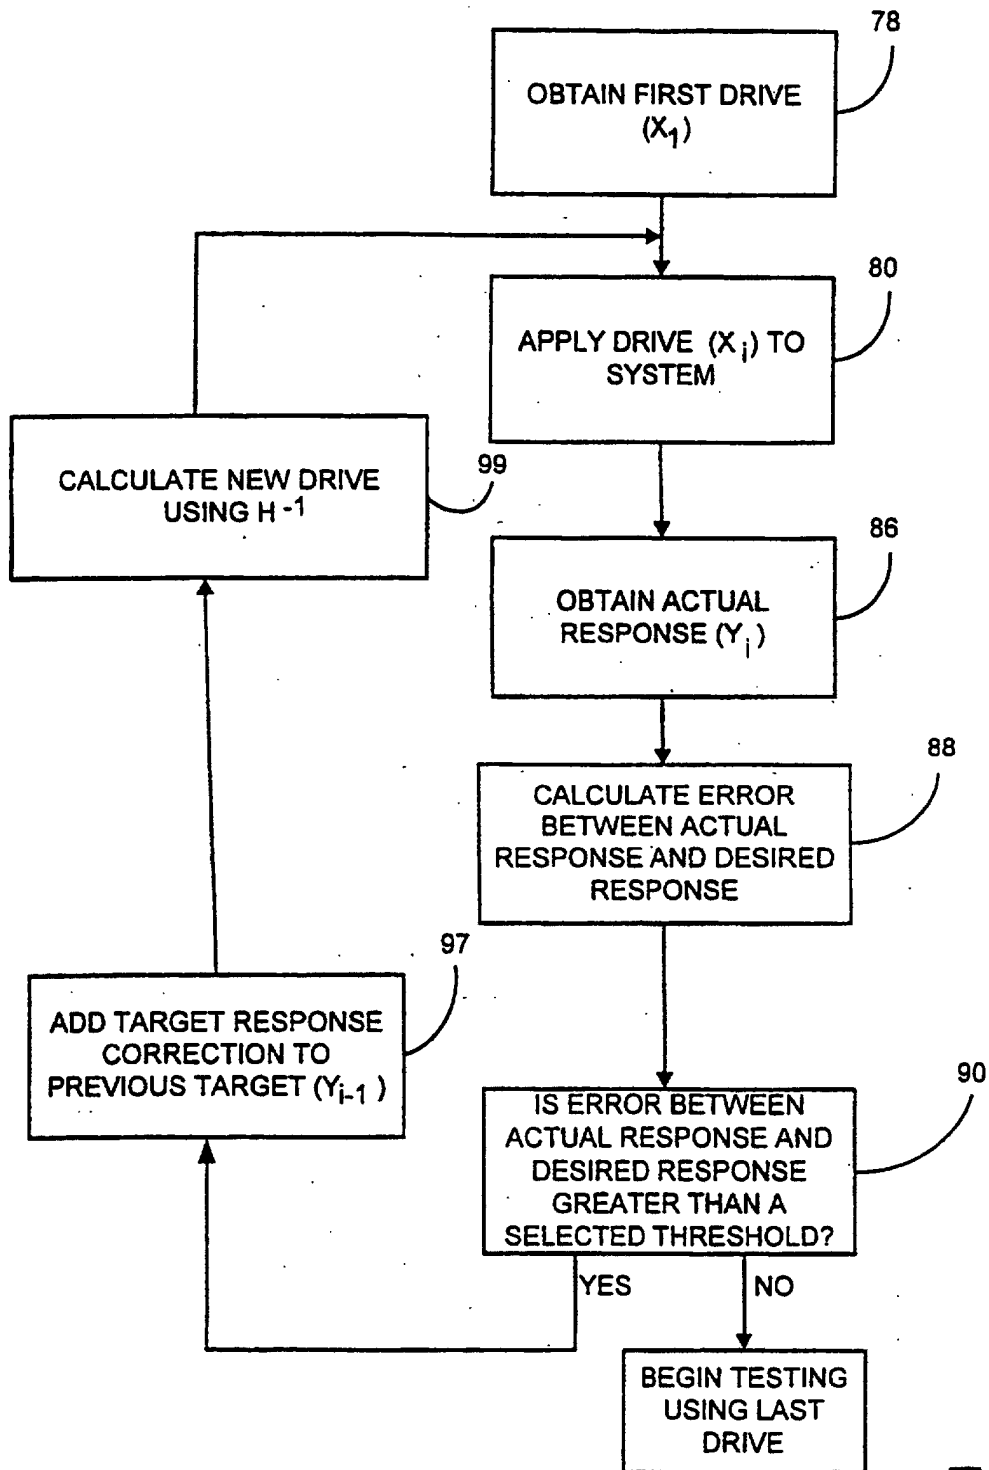 78
OBTAIN FIRST DRIVE
(X1)
80
APPLY DRIVE (Xi) TO
SYSTEM
99
CALCULATE NEW DRIVE
USING H-1
86
OBTAIN ACTUAL
RESPONSE (Yi)
88
CALCULATE ERROR
BETWEEN ACTUAL
RESPONSE AND DESIRED
RESPONSE
97
ADD TARGET RESPONSE
CORRECTION TO
PREVIOUS TARGET (Yi-1)
90
IS ERROR BETWEEN
ACTUAL RESPONSE AND
DESIRED RESPONSE
GREATER THAN A
SELECTED THRESHOLD?
YES
NO
BEGIN TESTING
USING LAST
DRIVE